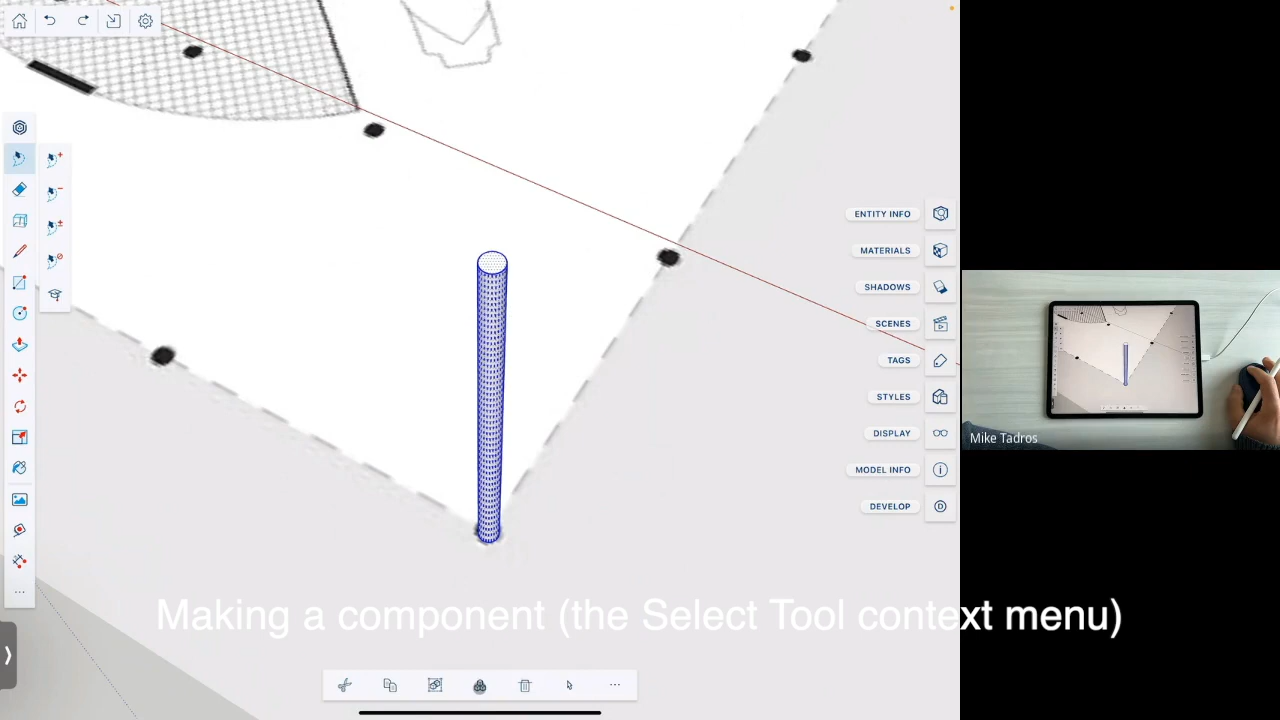 ENTITY INFO
MATERIALS
SHADOWS
SCENES
TAGS
STYLES
DISPLAY
MODEL INFO
DEVELOP
D
Mike Tadros
Making a component (the Select Tool context menu)